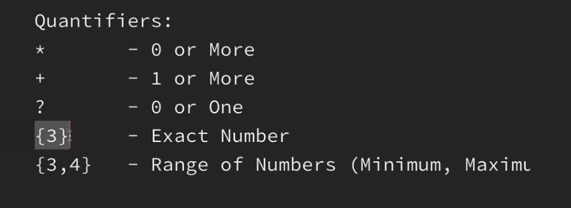 Quantifiers:
* - 0 or More
+ - 1 or More
? - 0 or One
{3} - Exact Number
{3,4} - Range of Numbers (Minimum, Maximu